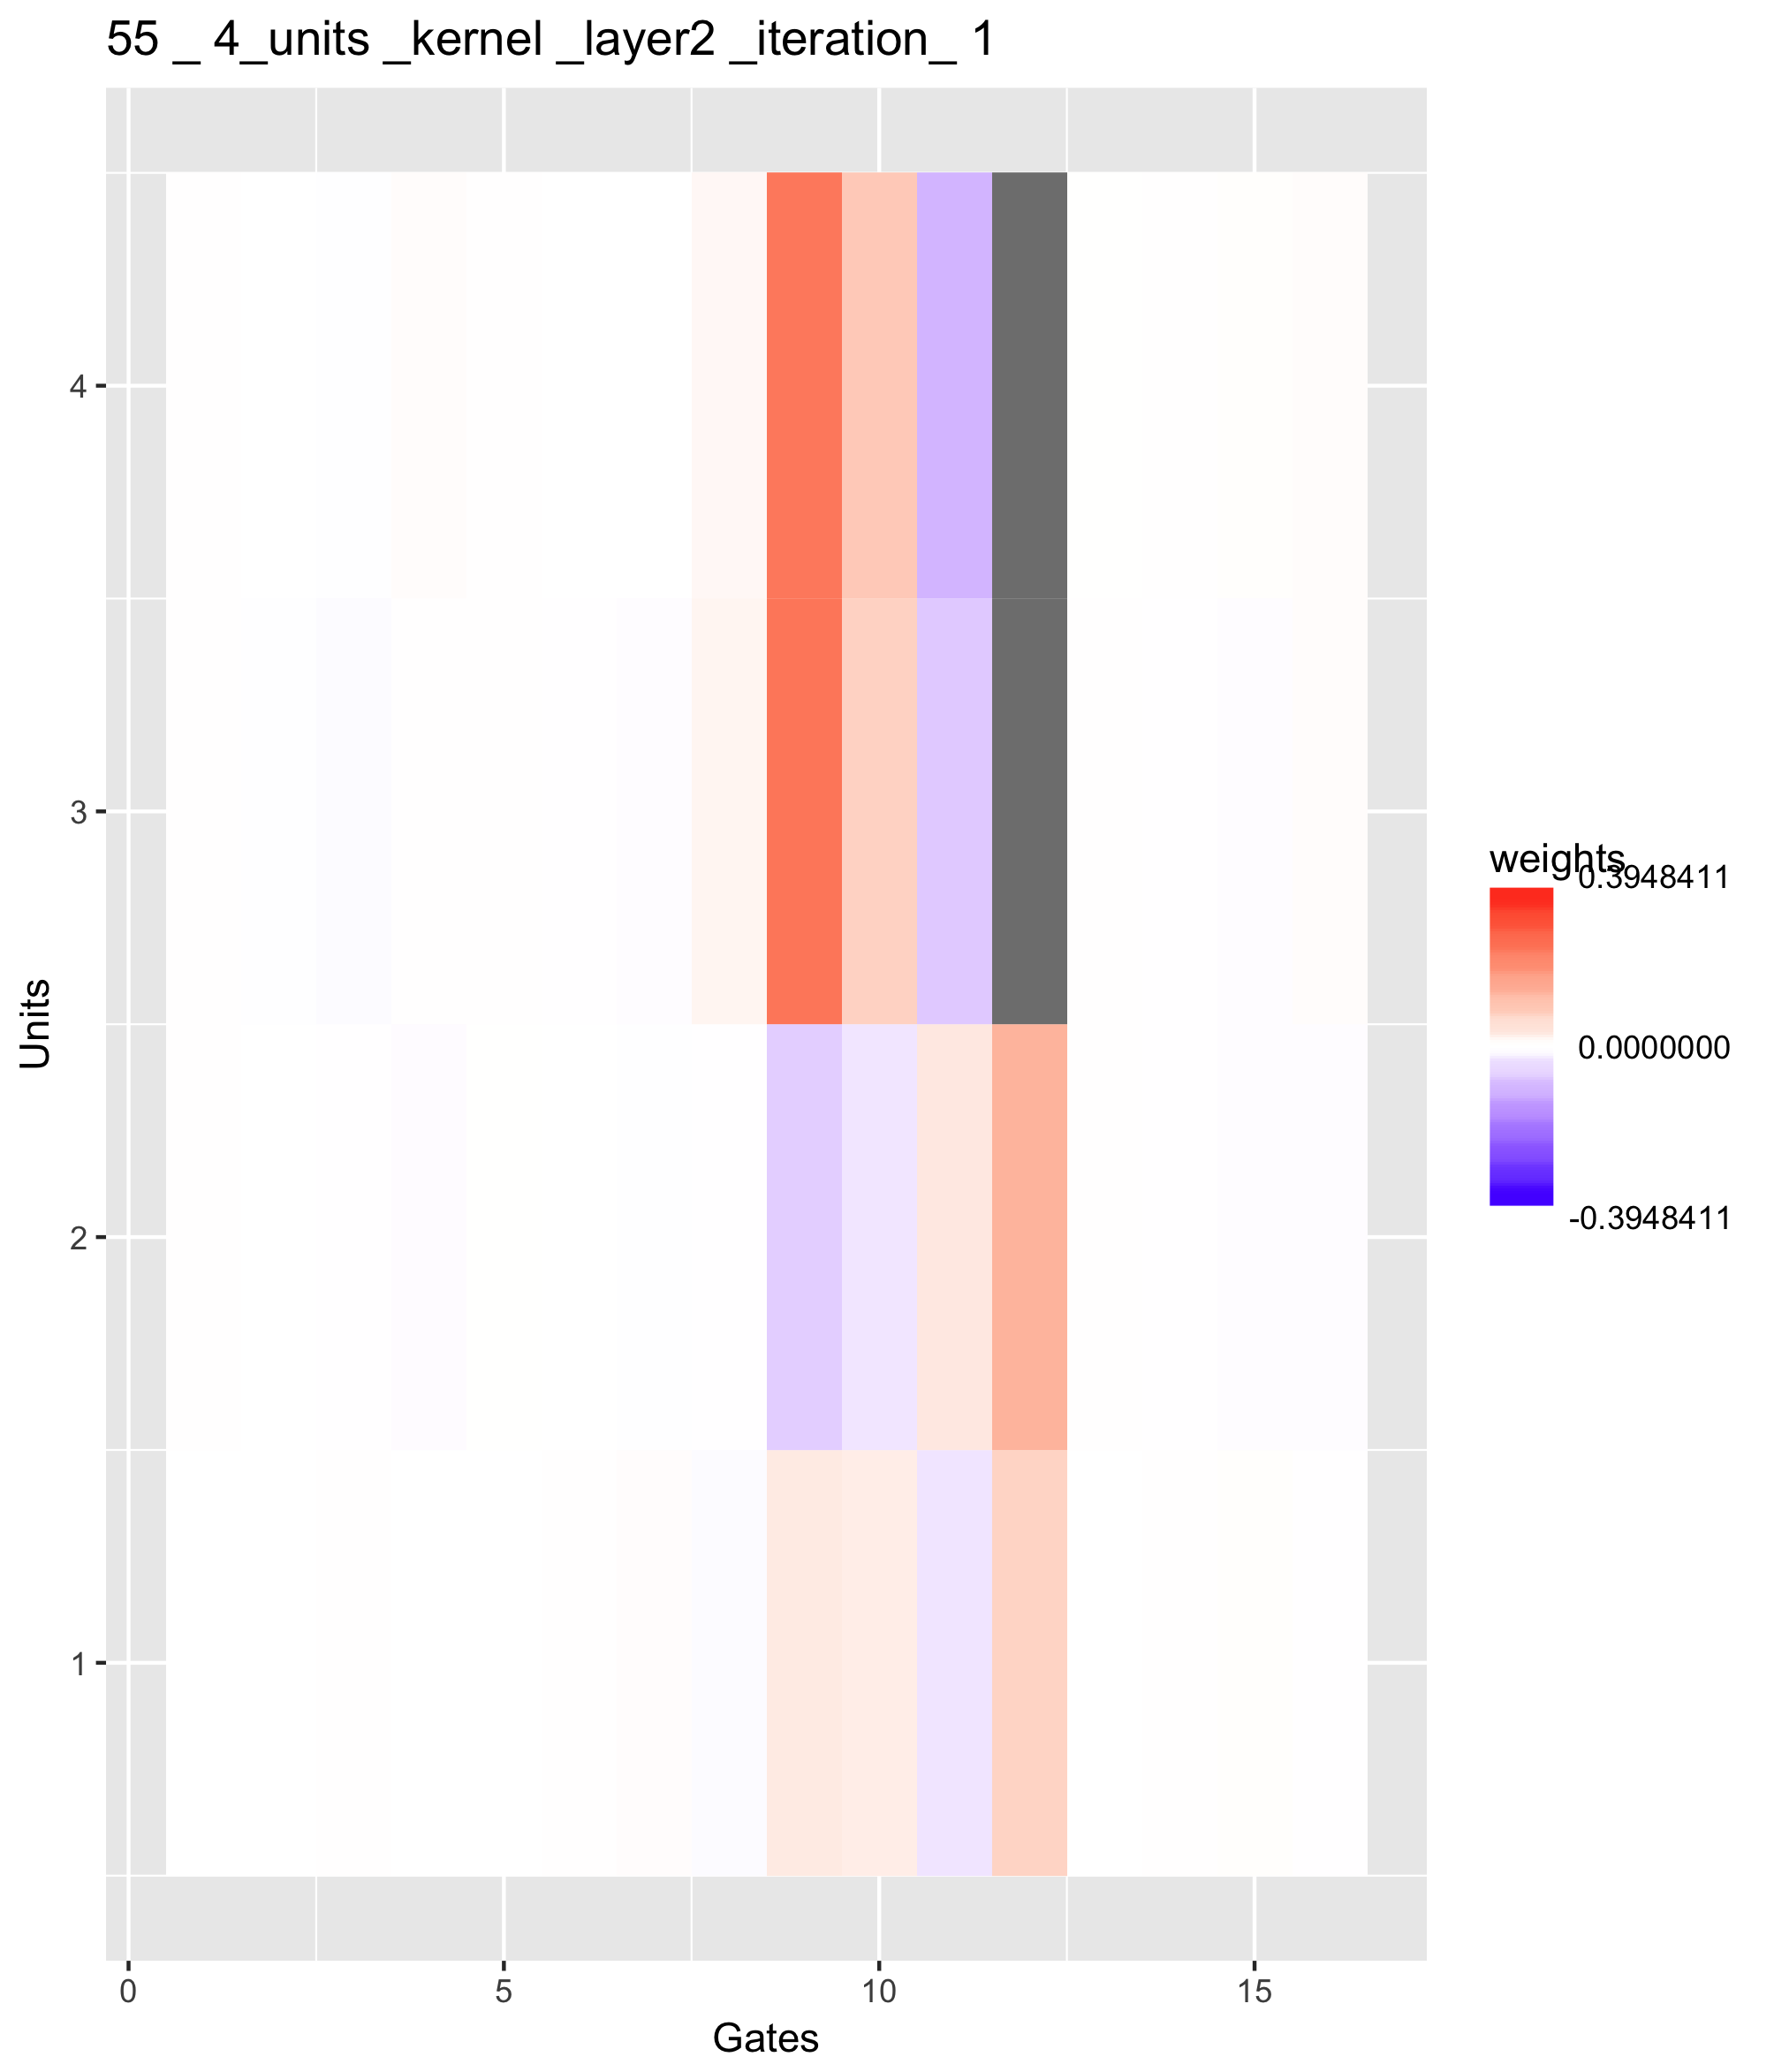 55 _ 4_units _kernel _layer2 _iteration_ 1
4
3
2
1
Units
0 5 10 15
Gates
weights
0.3948411
0.0000000
-0.3948411